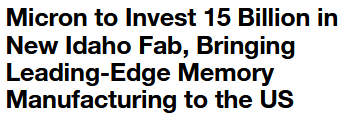 Micron to Invest 15 Billion in
New Idaho Fab, Bringing
Leading-Edge Memory
Manufacturing to the US